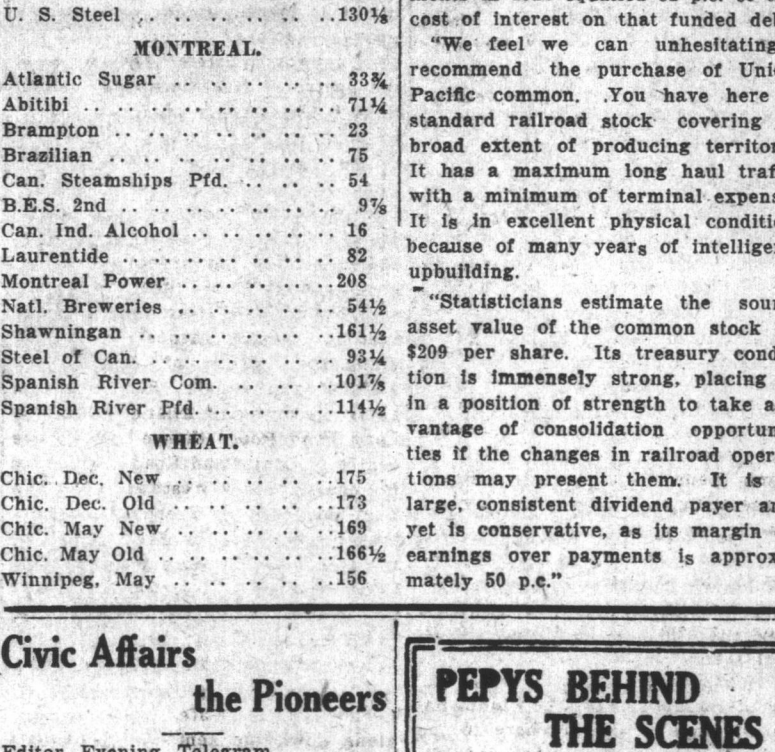 U. S. Steel .. .. .. .. ..130⅛
MONTREAL.
Atlantic Sugar .. .. .. .. .. 33¾
Abitibi .. .. .. .. .. .. .. 71¼
Brampton .. .. .. .. .. .. 23
Brazilian .. .. .. .. .. .. 75
Can. Steamships Pfd. .. .. .. 54
B.E.S. 2nd .. .. .. .. .. .. 9⅞
Can. Ind. Alcohol .. .. .. .. 16
Laurentide .. .. .. .. .. .. 82
Montreal Power .. .. .. ..208
Natl. Breweries .. .. .. .. 54½
Shawningan .. .. .. .. ..161½
Steel of Can. .. .. .. .. .. 93¼
Spanish River Com. .. .. ..101⅞
Spanish River Pfd. .. .. ..114½
WHEAT.
Chic. Dec. New .. .. .. ..175
Chic. Dec. Old .. .. .. ..173
Chic. May New .. .. .. ..169
Chic. May Old .. .. .. .. ..166½
Winnipeg, May .. .. .. ..156
cost of interest on that funded de
"We feel we can unhesitating
recommend the purchase of Uni
Pacific common. You have here
standard railroad stock covering
broad extent of producing territor
It has a maximum long haul traf
with a minimum of terminal expens
It is in excellent physical conditi
because of many years of intellige
upbuilding.
"Statisticians estimate the sou
asset value of the common stock
$209 per share. Its treasury cond
tion is immensely strong, placing
in a position of strength to take a
vantage of consolidation opportun
ties if the changes in railroad oper
tions may present them. It is
large, consistent dividend payer a
yet is conservative, as its margin
earnings over payments is approx
mately 50 p.c."
Civic Affairs
the Pioneers
Editor Evening Telegram
PEPYS BEHIND
THE SCENES